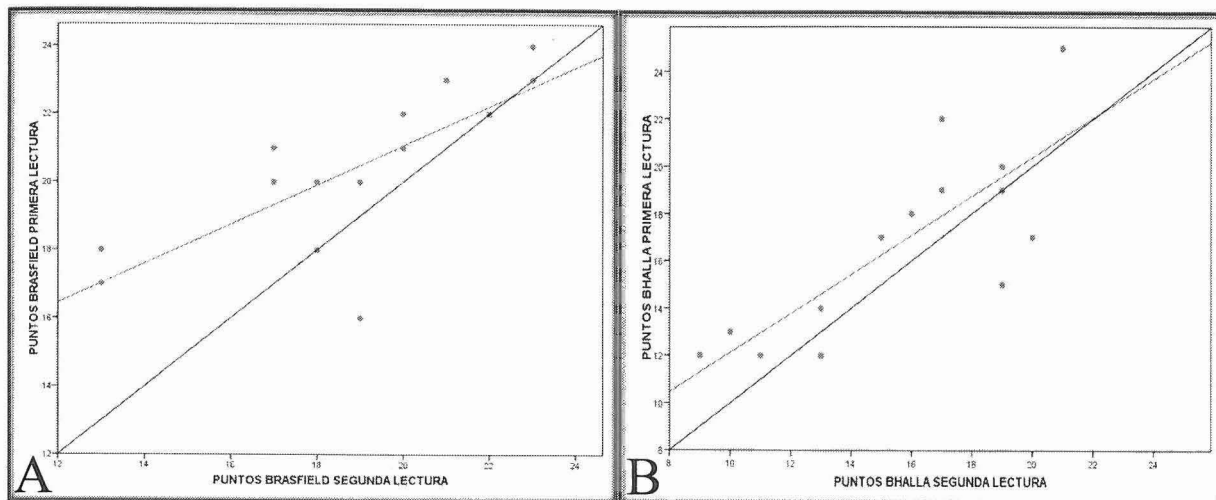 PUNTOS BRASFIELD PRIMERA LECTURA
24
22
20
18
16
14
12
12 14 16 18 20 22 24
PUNTOS BRASFIELD SEGUNDA LECTURA
A
PUNTOS BHALLA PRIMERA LECTURA
24
22
20
18
16
14
12
10
8
8 10 12 14 16 18 20 22 24
PUNTOS BHALLA SEGUNDA LECTURA
B